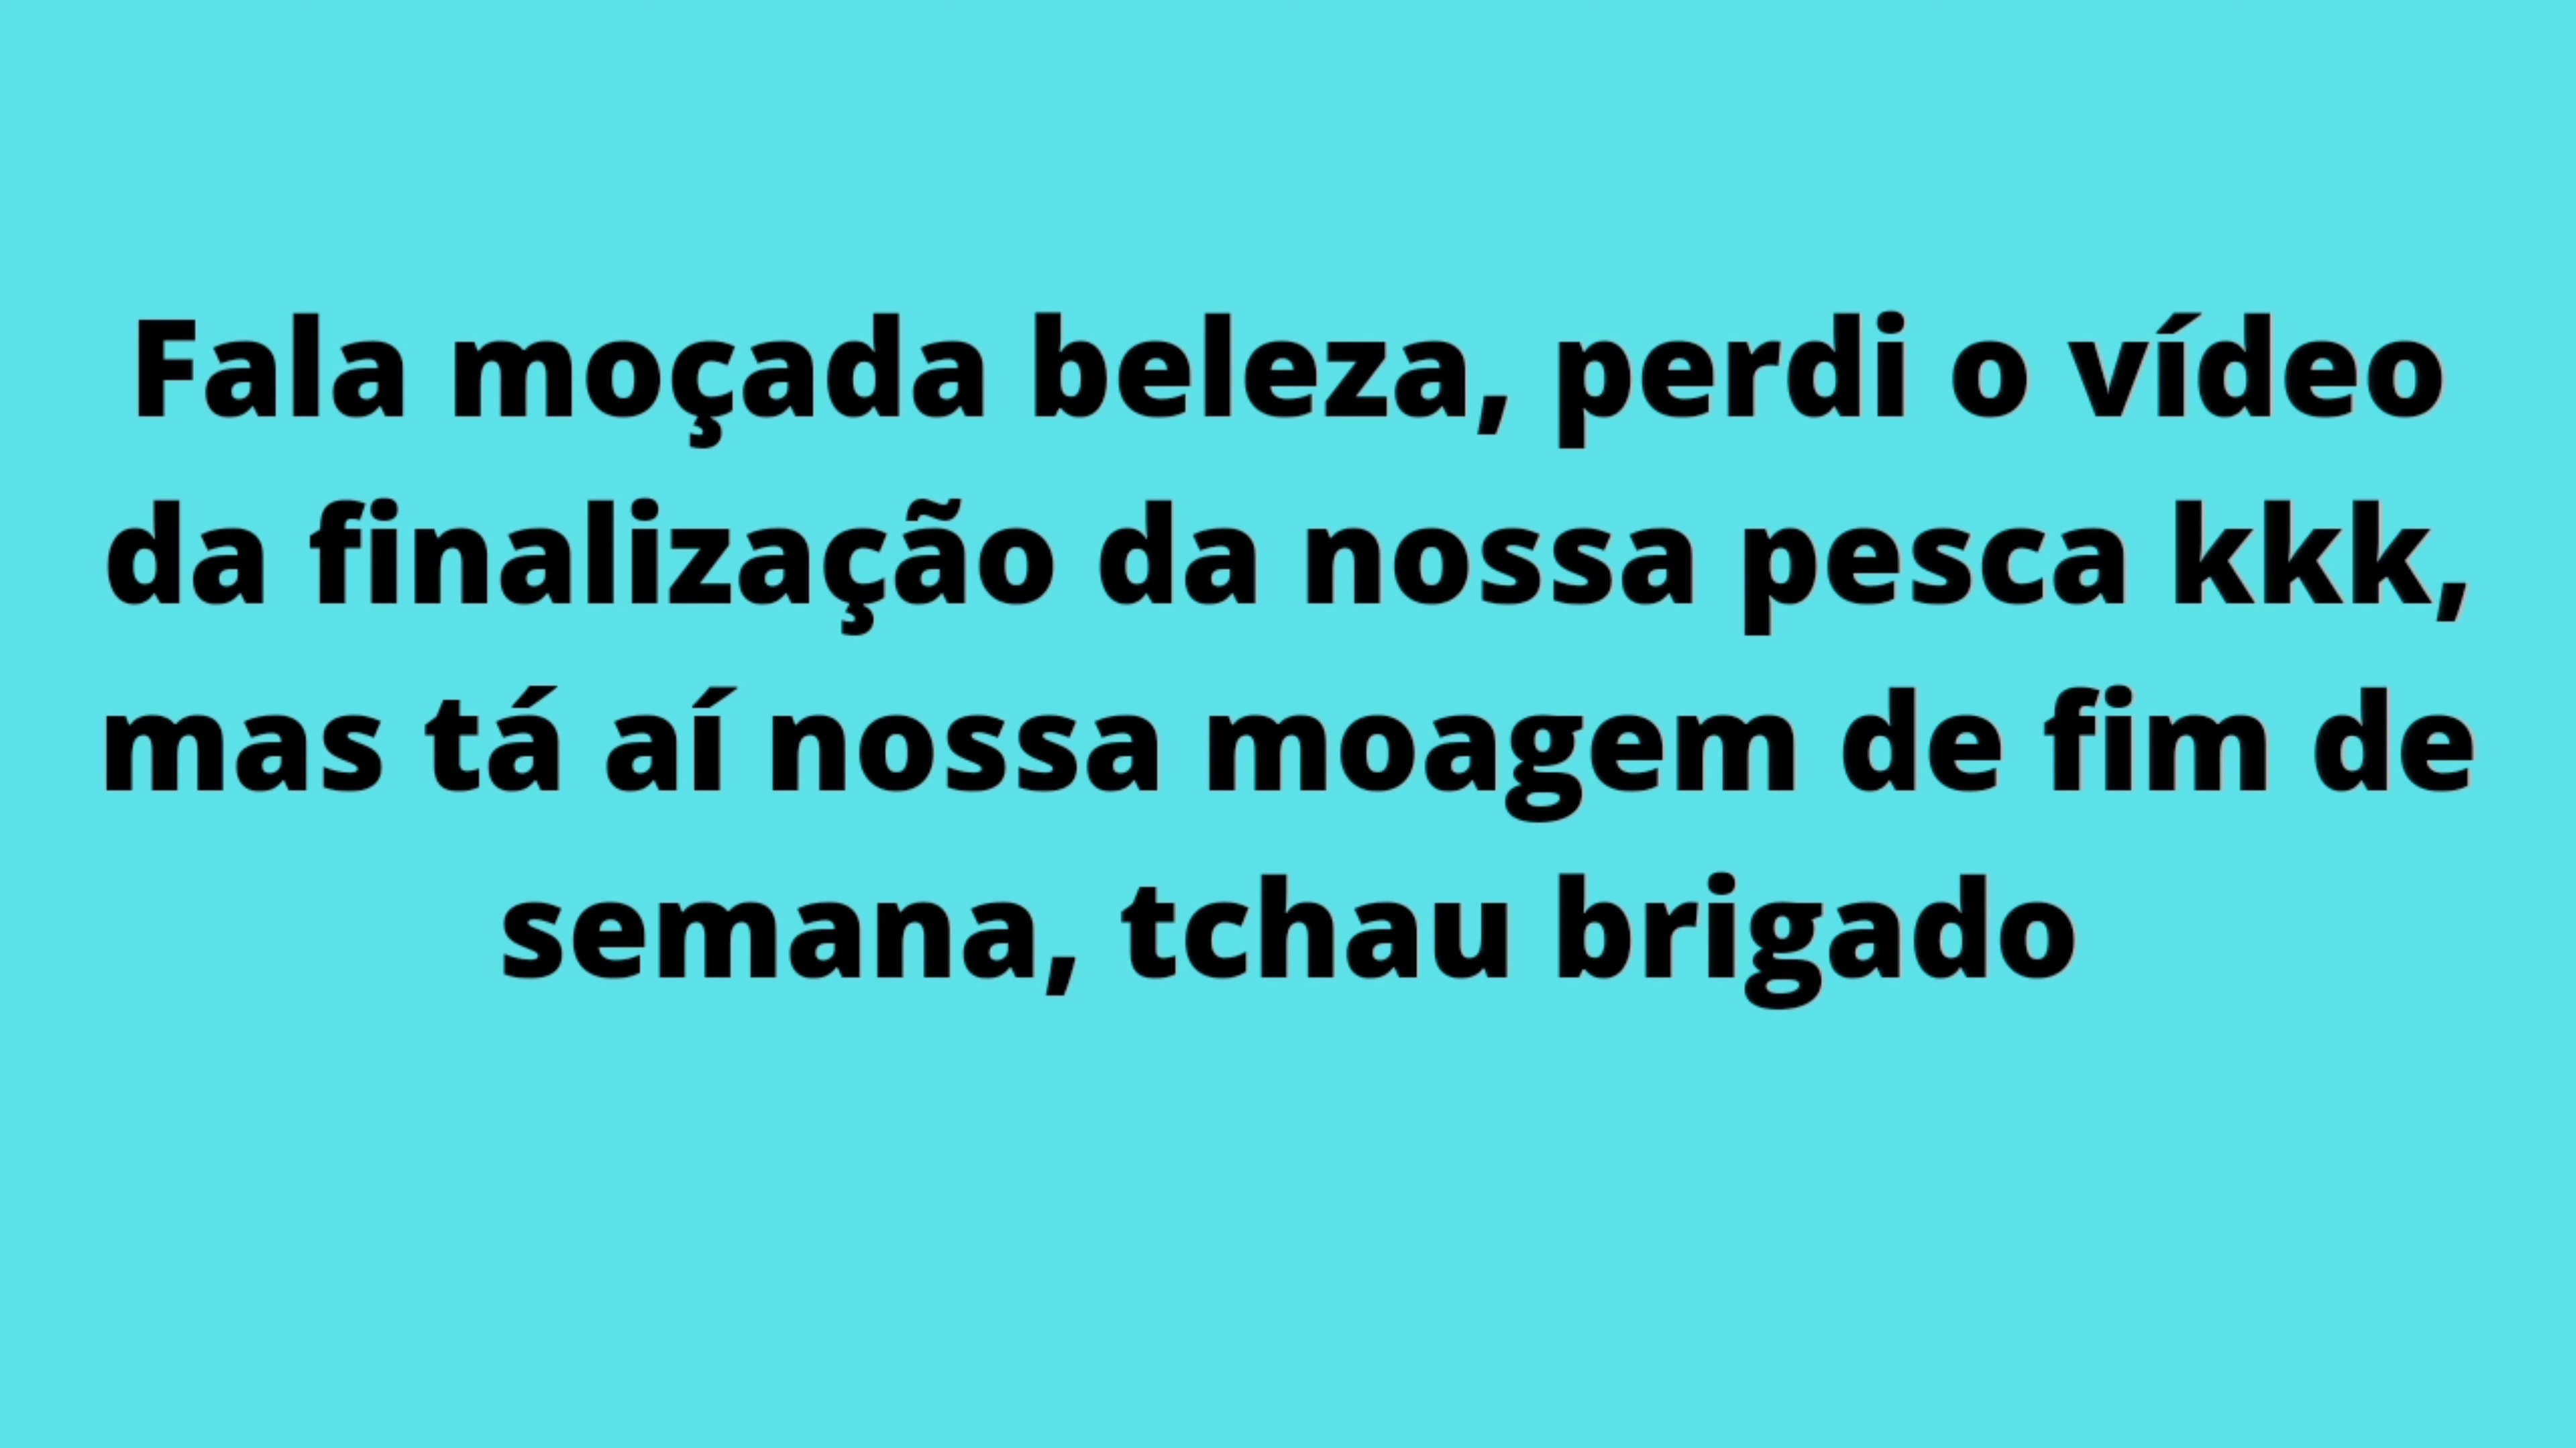 Fala moçada beleza, perdi o vídeo
da finalização da nossa pesca kkk,
mas tá aí nossa moagem de fim de
semana, tchau brigado